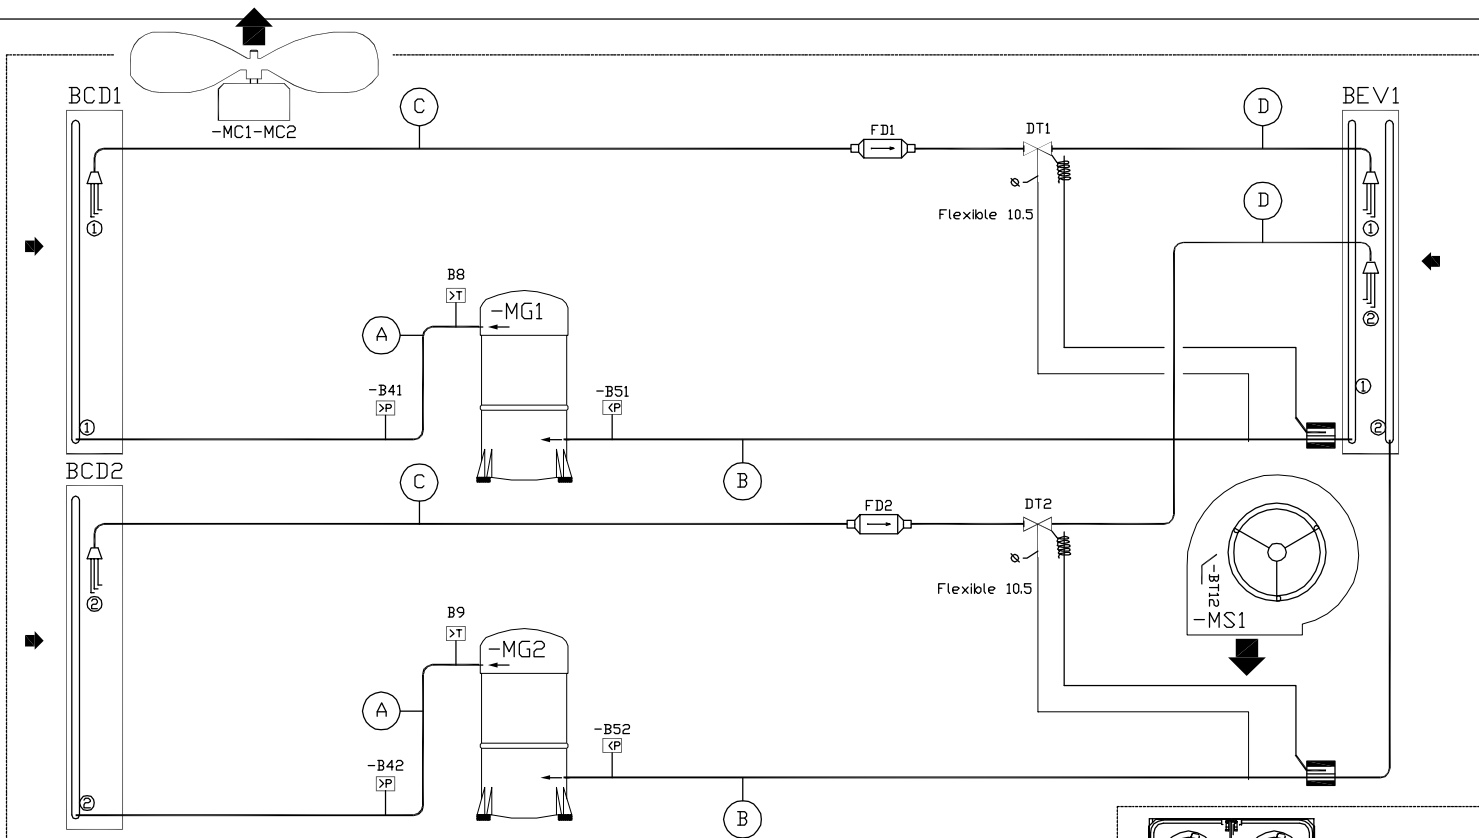 BCD1
-MC1-MC2
C
FD1
DT1
D
BEV1
Ø
Flexible 10.5
D
①
①
②
B8
>T
-MG1
A
-B41
>P
-B51
<P
①
①
②
B
BCD2
C
FD2
DT2
Ø
Flexible 10.5
-BT12
-MS1
②
B9
>T
-MG2
A
-B42
>P
-B52
<P
②
B